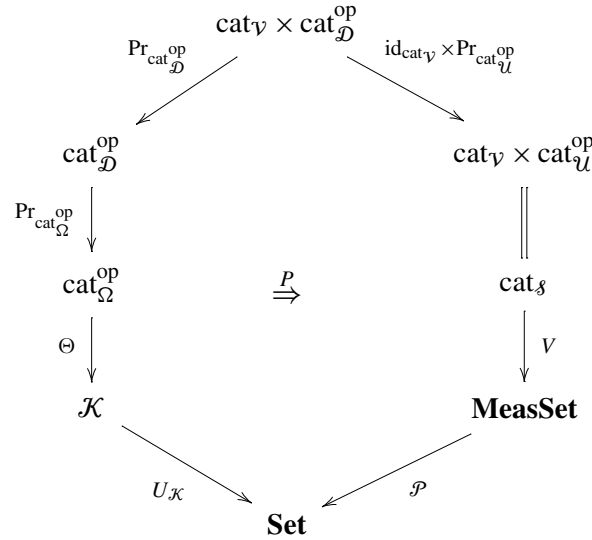 cat_𝒱 × cat_𝒟^op
Pr_{cat_𝒟^op} id_{cat_𝒱} × Pr_{cat_𝒰^op}
cat_𝒟^op cat_𝒱 × cat_𝒰^op
Pr_{cat_Ω^op}
cat_Ω^op P ⇒ cat_𝒮
Θ V
𝒦 MeasSet
U_𝒦 𝒫
Set